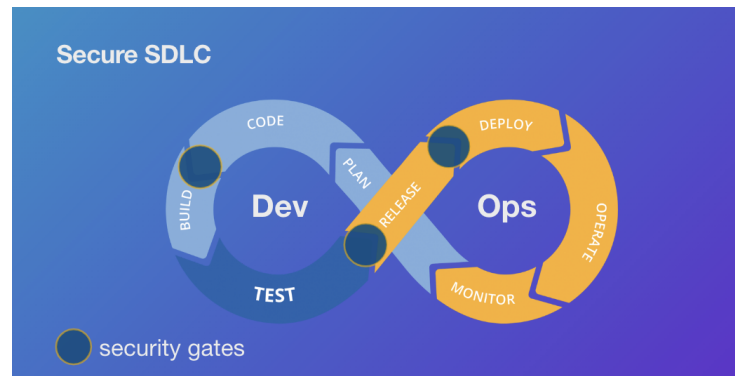 Secure SDLC
CODE
DEPLOY
PLAN
BUILD
Dev
RELEASE
Ops
OPERATE
TEST
MONITOR
security gates